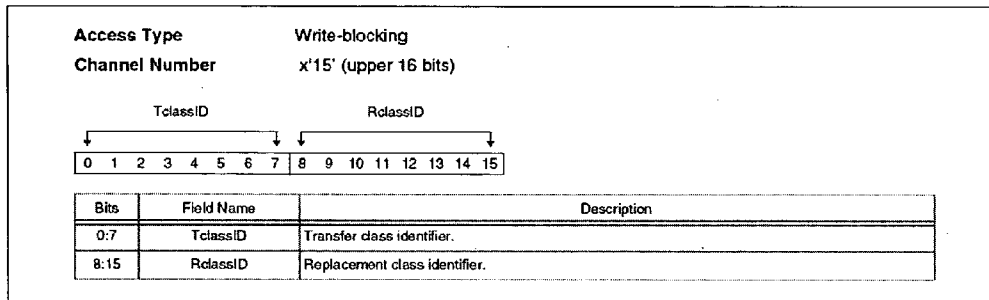 Access Type Write-blocking
Channel Number x'15' (upper 16 bits)
TclassID RclassID
0 1 2 3 4 5 6 7 8 9 10 11 12 13 14 15
Bits Field Name Description
0:7 TclassID Transfer class identifier.
8:15 RclassID Replacement class identifier.